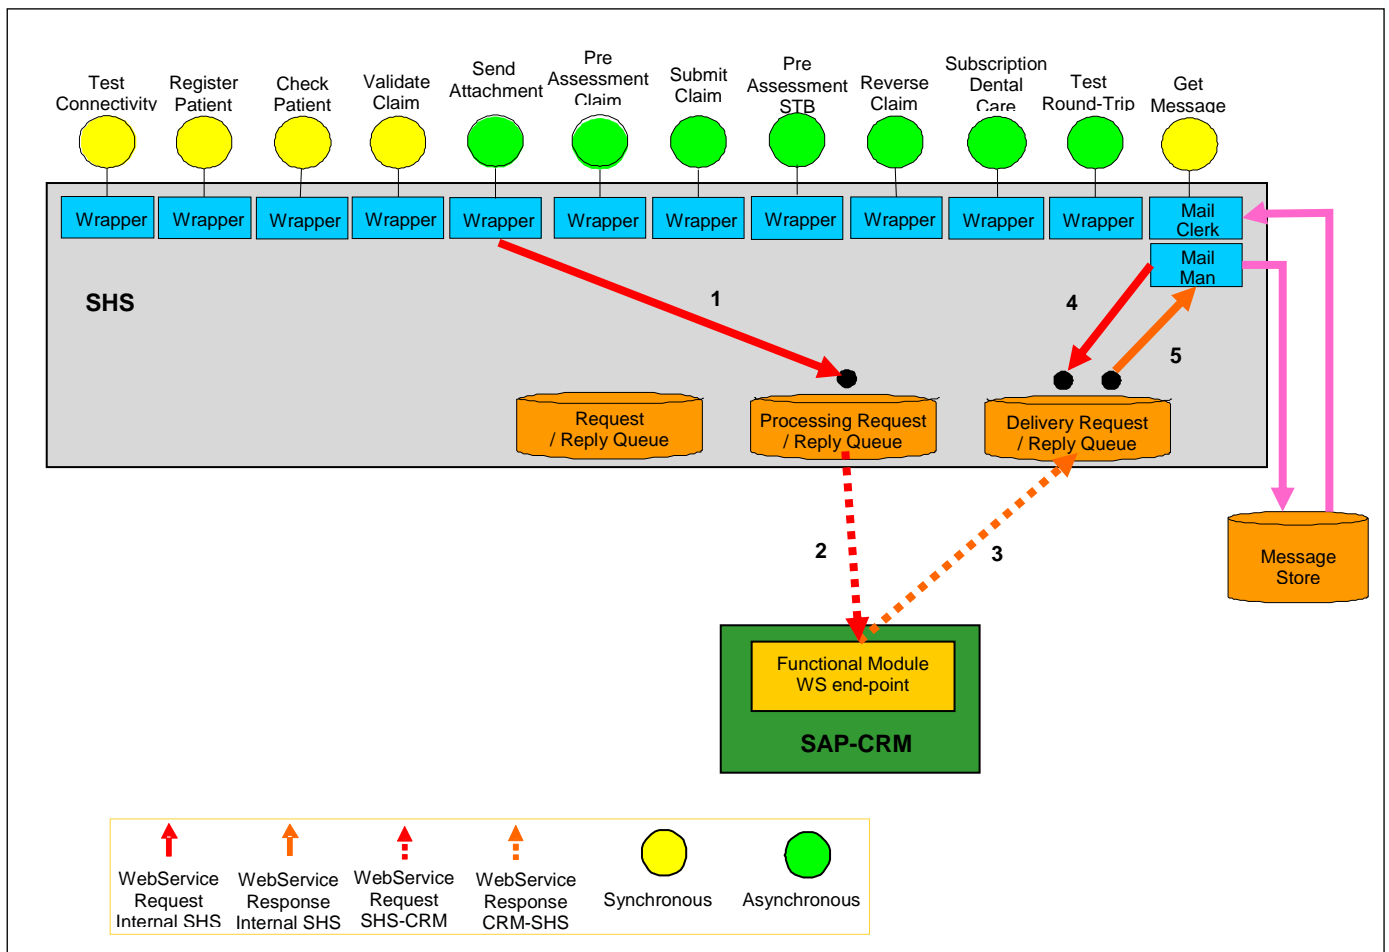 Test
Connectivity
Register
Patient
Check
Patient
Validate
Claim
Send
Attachment
Pre
Assessment
Claim
Submit
Claim
Pre
Assessment
STB
Reverse
Claim
Subscription
Dental
Care
Test
Round-Trip
Get
Message
Wrapper
Wrapper
Wrapper
Wrapper
Wrapper
Wrapper
Wrapper
Wrapper
Wrapper
Wrapper
Wrapper
Mail
Clerk
Mail
Man
SHS
1
4
5
Request
/ Reply Queue
Processing Request
/ Reply Queue
Delivery Request
/ Reply Queue
2
3
Message
Store
Functional Module
WS end-point
SAP-CRM
WebService
Request
Internal SHS
WebService
Response
Internal SHS
WebService
Request
SHS-CRM
WebService
Response
CRM-SHS
Synchronous
Asynchronous